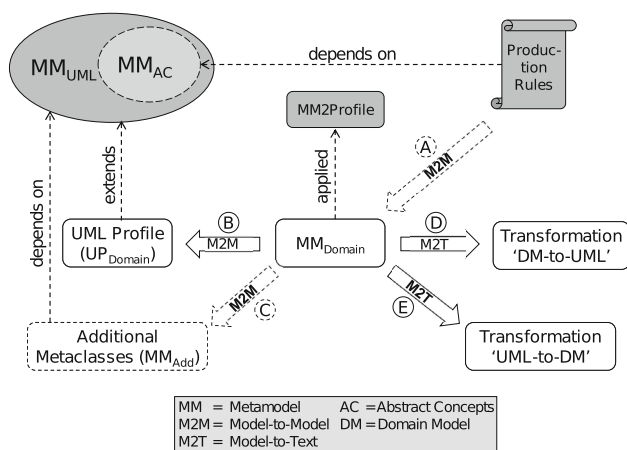 MMUML
MMAC
depends on
Produc-
tion
Rules
MM2Profile
A
M2M
depends on
extends
applied
UML Profile
(UPDomain)
B
M2M
MMDomain
D
M2T
Transformation
'DM-to-UML'
M2M
C
M2T
E
Additional
Metaclasses (MMAdd)
Transformation
'UML-to-DM'
MM = Metamodel AC =Abstract Concepts
M2M = Model-to-Model DM =Domain Model
M2T = Model-to-Text